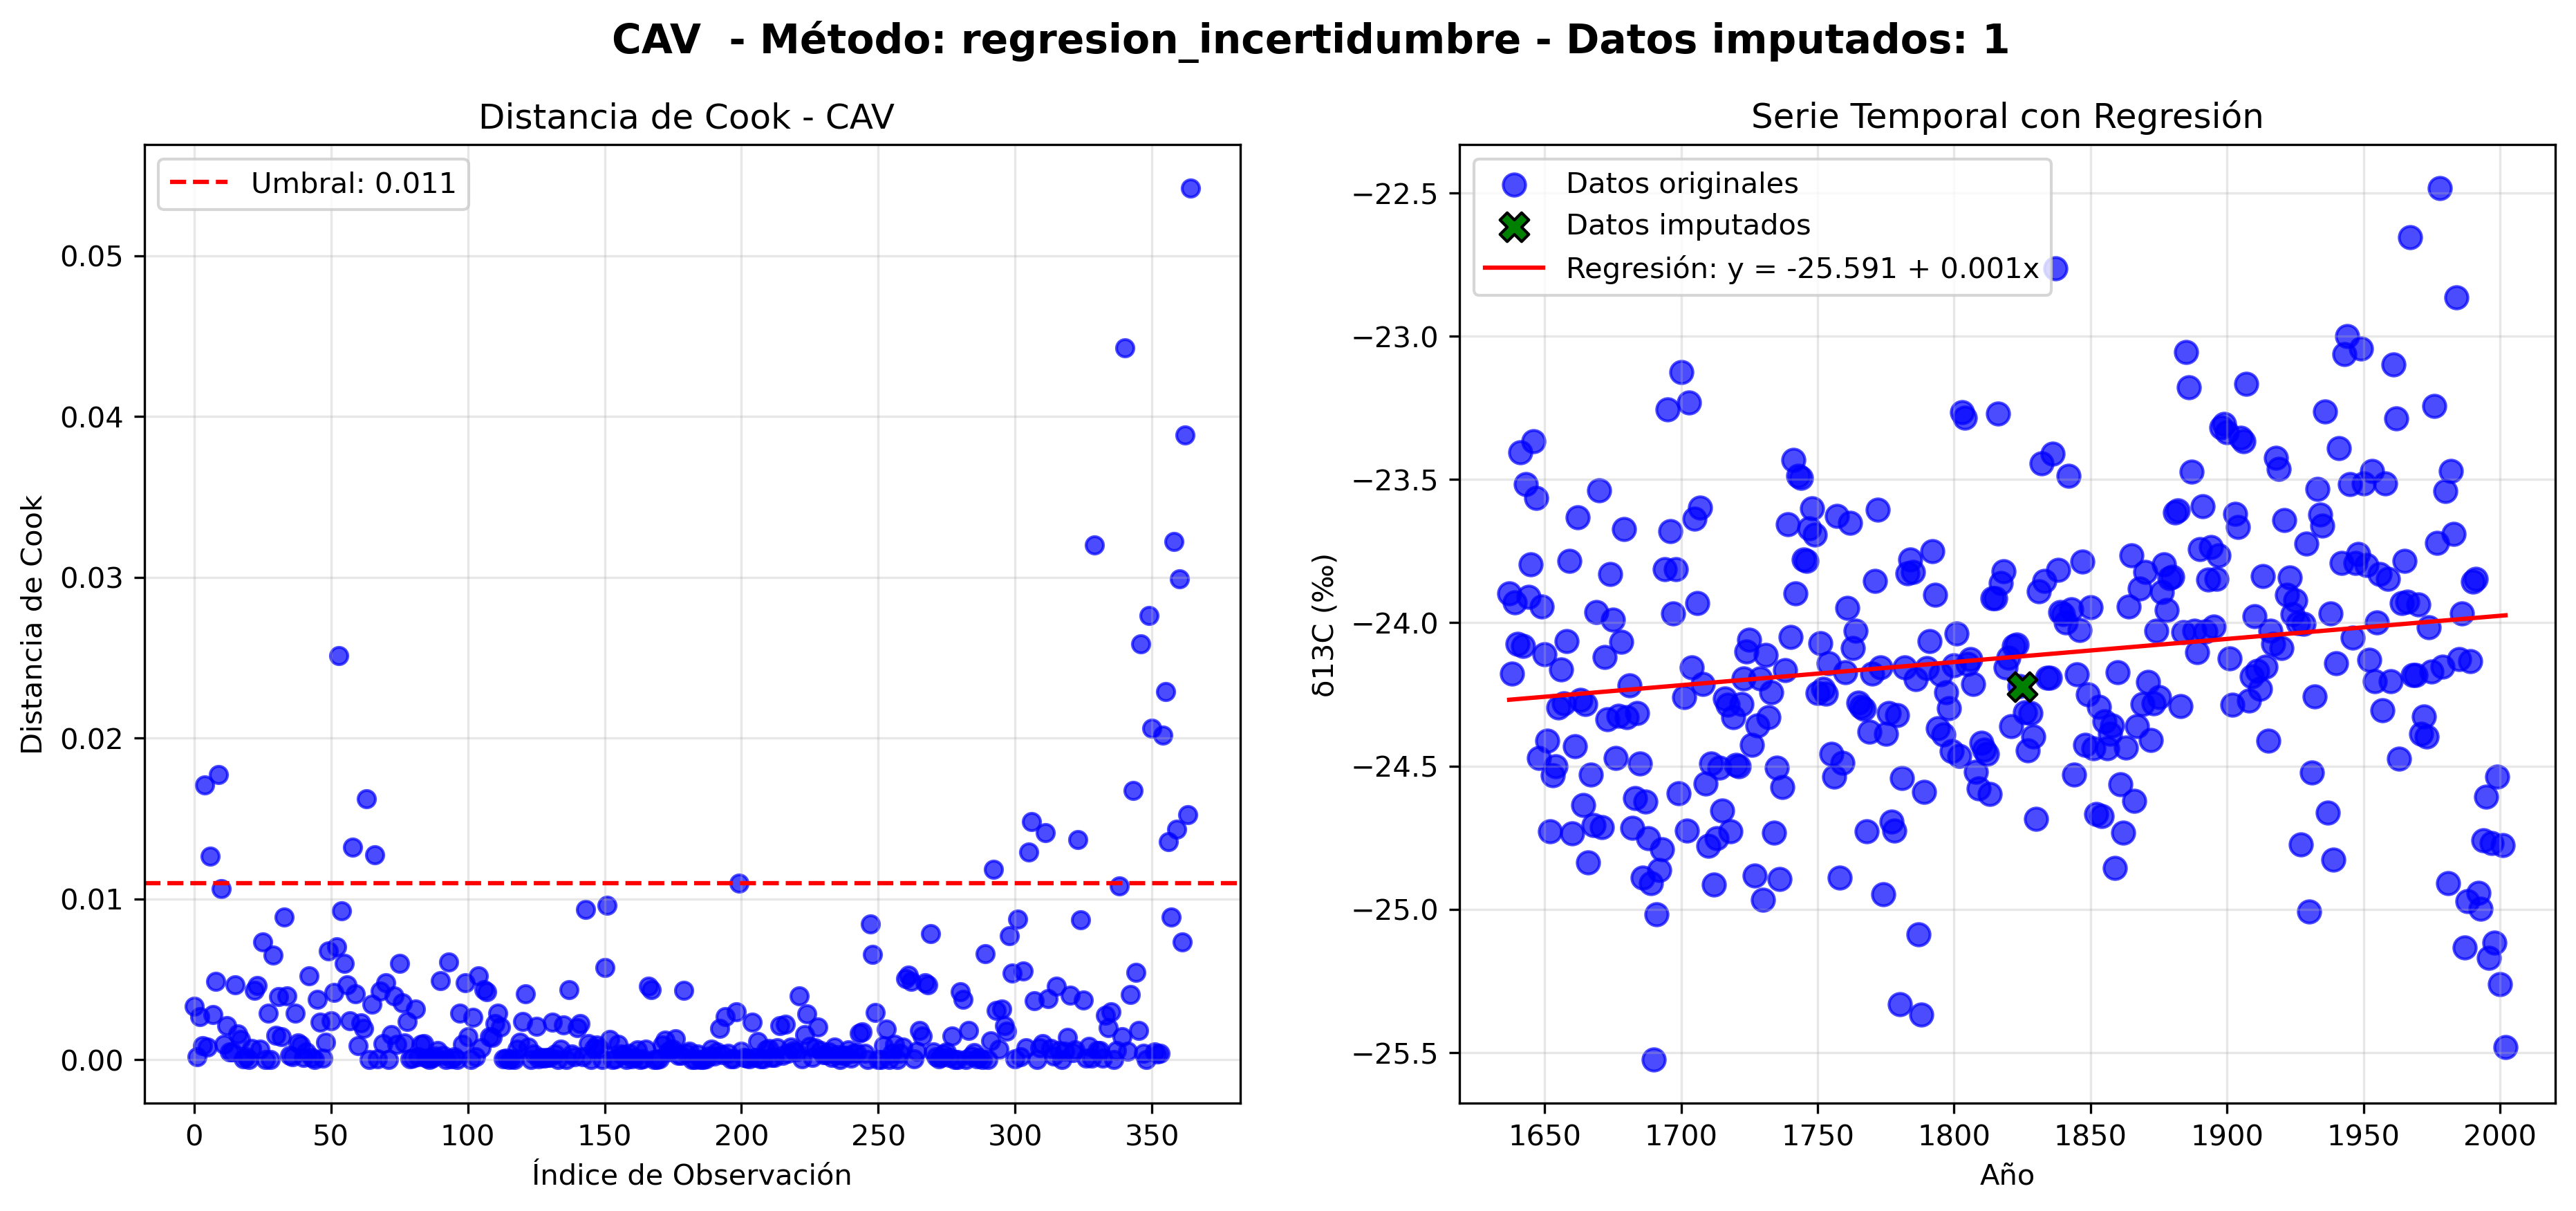 CAV - Método: regresion_incertidumbre - Datos imputados: 1
Distancia de Cook - CAV
Umbral: 0.011
Distancia de Cook
0.05
0.04
0.03
0.02
0.01
0.00
0 50 100 150 200 250 300 350
Índice de Observación
Serie Temporal con Regresión
Datos originales
Datos imputados
Regresión: y = -25.591 + 0.001x
δ13C (‰)
−22.5
−23.0
−23.5
−24.0
−24.5
−25.0
−25.5
1650 1700 1750 1800 1850 1900 1950 2000
Año